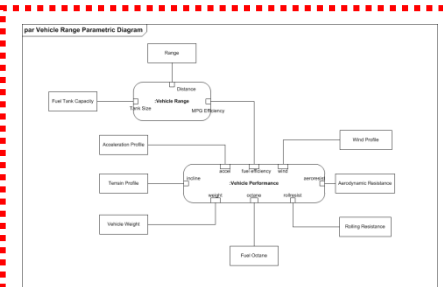 par Vehicle Range Parametric Diagram
Range
Distance
:Vehicle Range
Fuel Tank Capacity
Tank Size
MPG Efficiency
Acceleration Profile
Wind Profile
accel
fuel efficiency
wind
Terrain Profile
incline
:Vehicle Performance
aeroresist
Aerodynamic Resistance
weight
octane
rollresist
Vehicle Weight
Rolling Resistance
Fuel Octane